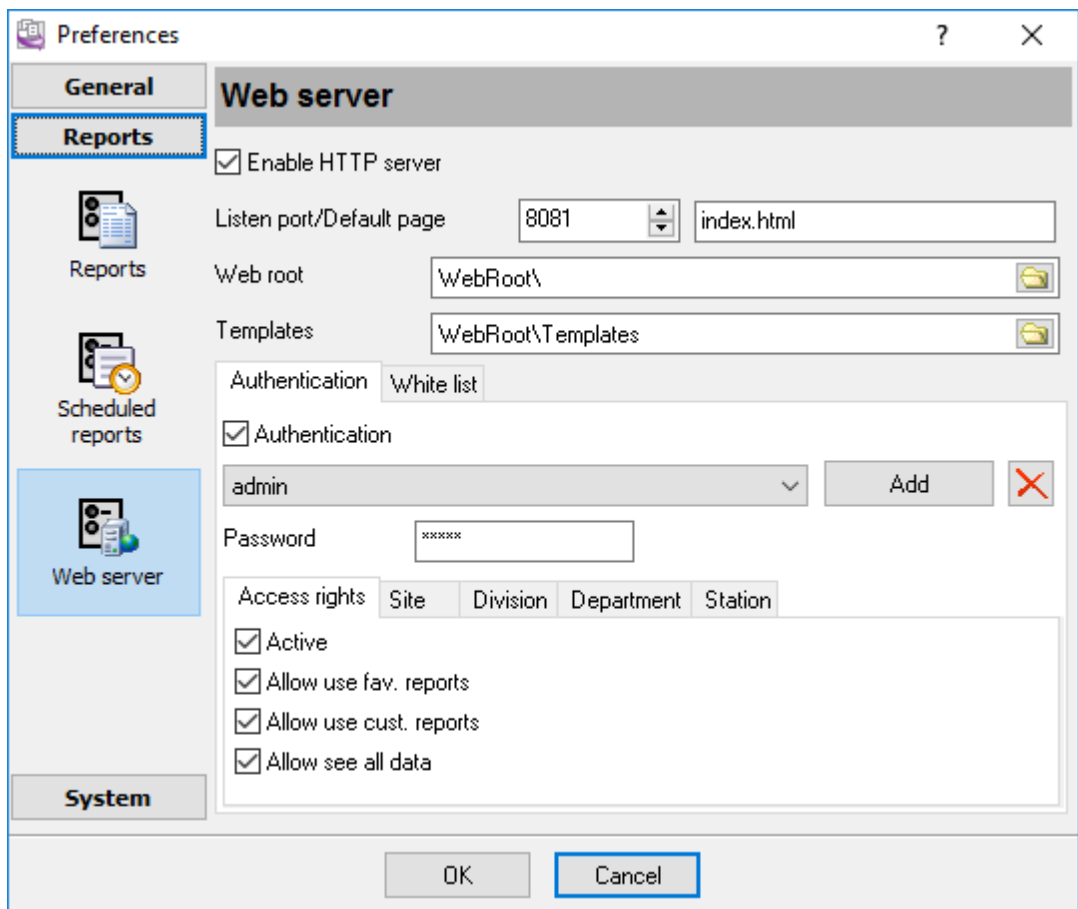 Preferences
?
General
Reports
Reports
Scheduled
reports
Web server
System
Web server
Enable HTTP server
Listen port/Default page 8081 index.html
Web root WebRoot\
Templates WebRoot\Templates
Authentication White list
Authentication
admin Add
Password *****
Access rights Site Division Department Station
Active
Allow use fav. reports
Allow use cust. reports
Allow see all data
OK Cancel